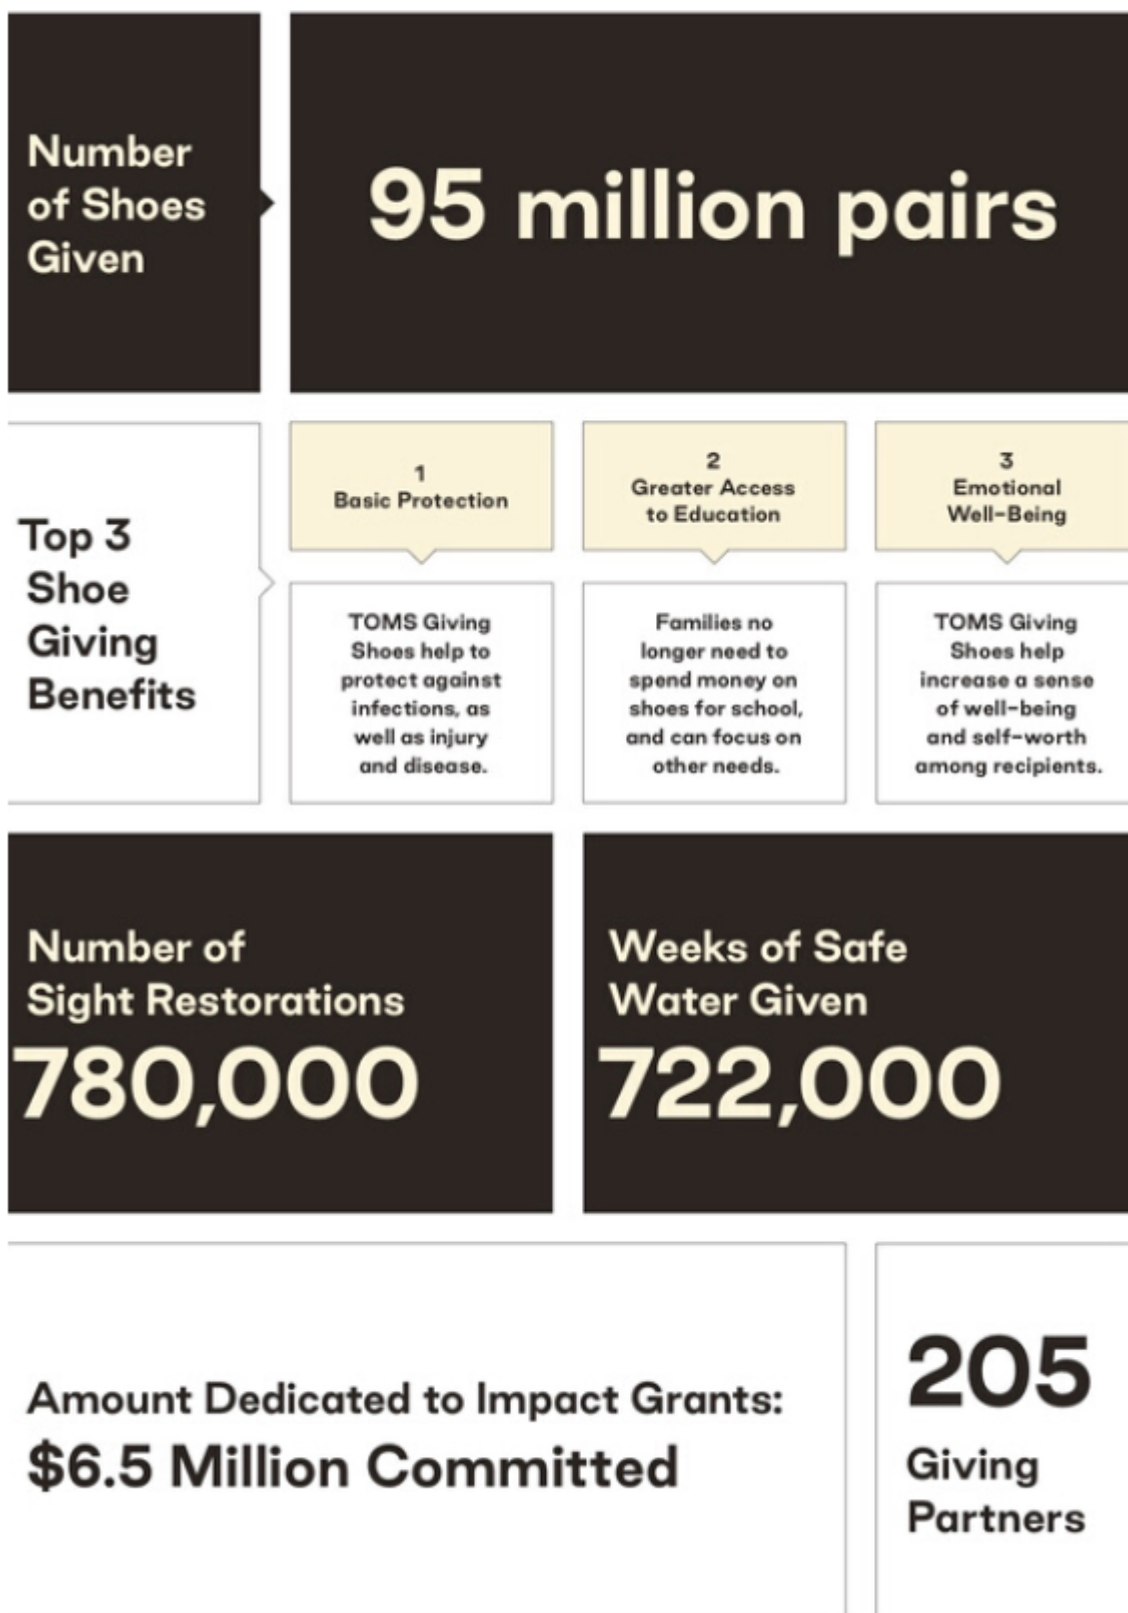 Number
of Shoes
Given
95 million pairs
Top 3
Shoe
Giving
Benefits
1
Basic Protection
TOMS Giving
Shoes help to
protect against
infections, as
well as injury
and disease.
2
Greater Access
to Education
Families no
longer need to
spend money on
shoes for school,
and can focus on
other needs.
3
Emotional
Well-Being
TOMS Giving
Shoes help
increase a sense
of well-being
and self-worth
among recipients.
Number of
Sight Restorations
780,000
Weeks of Safe
Water Given
722,000
Amount Dedicated to Impact Grants:
$6.5 Million Committed
205
Giving
Partners